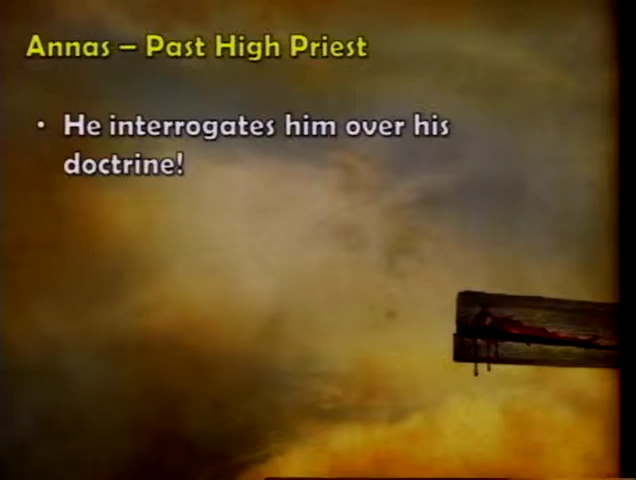 Annas – Past High Priest
• He interrogates him over his
doctrine!